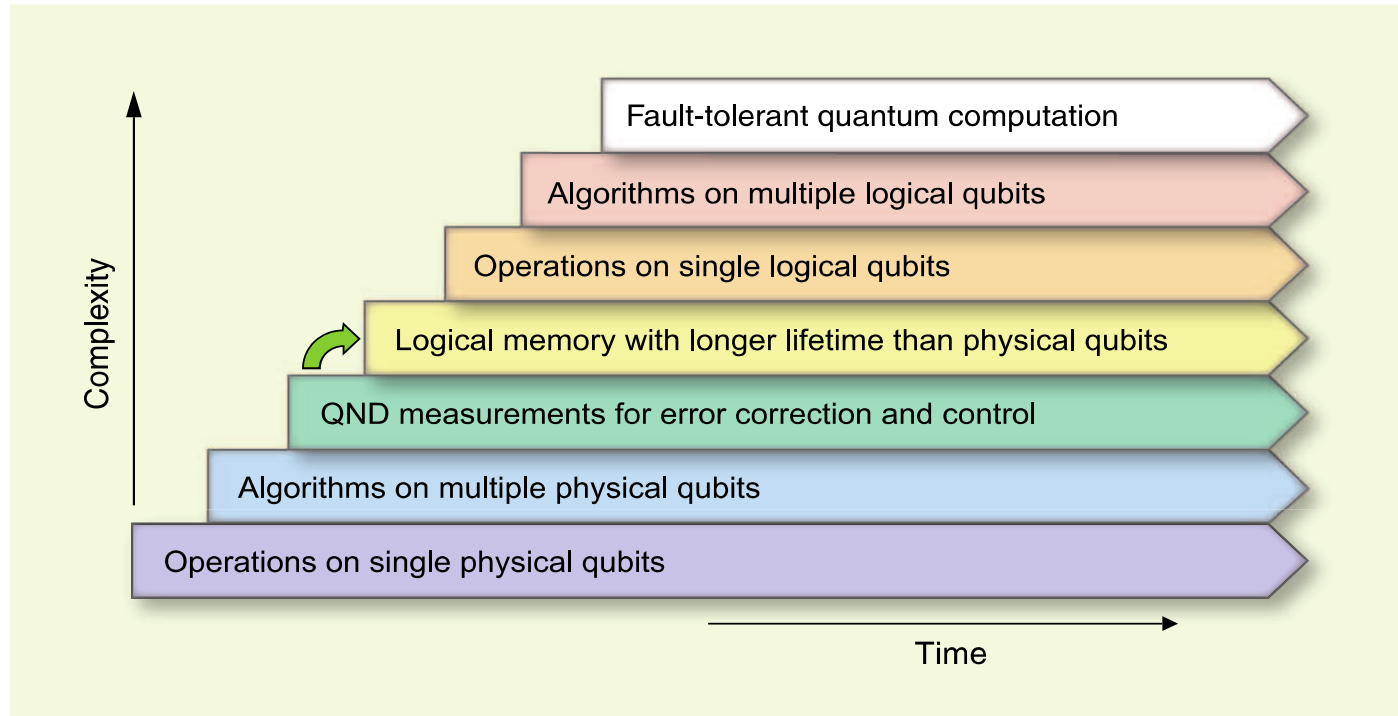 Fault-tolerant quantum computation
Algorithms on multiple logical qubits
Operations on single logical qubits
Logical memory with longer lifetime than physical qubits
QND measurements for error correction and control
Algorithms on multiple physical qubits
Operations on single physical qubits
Complexity
Time